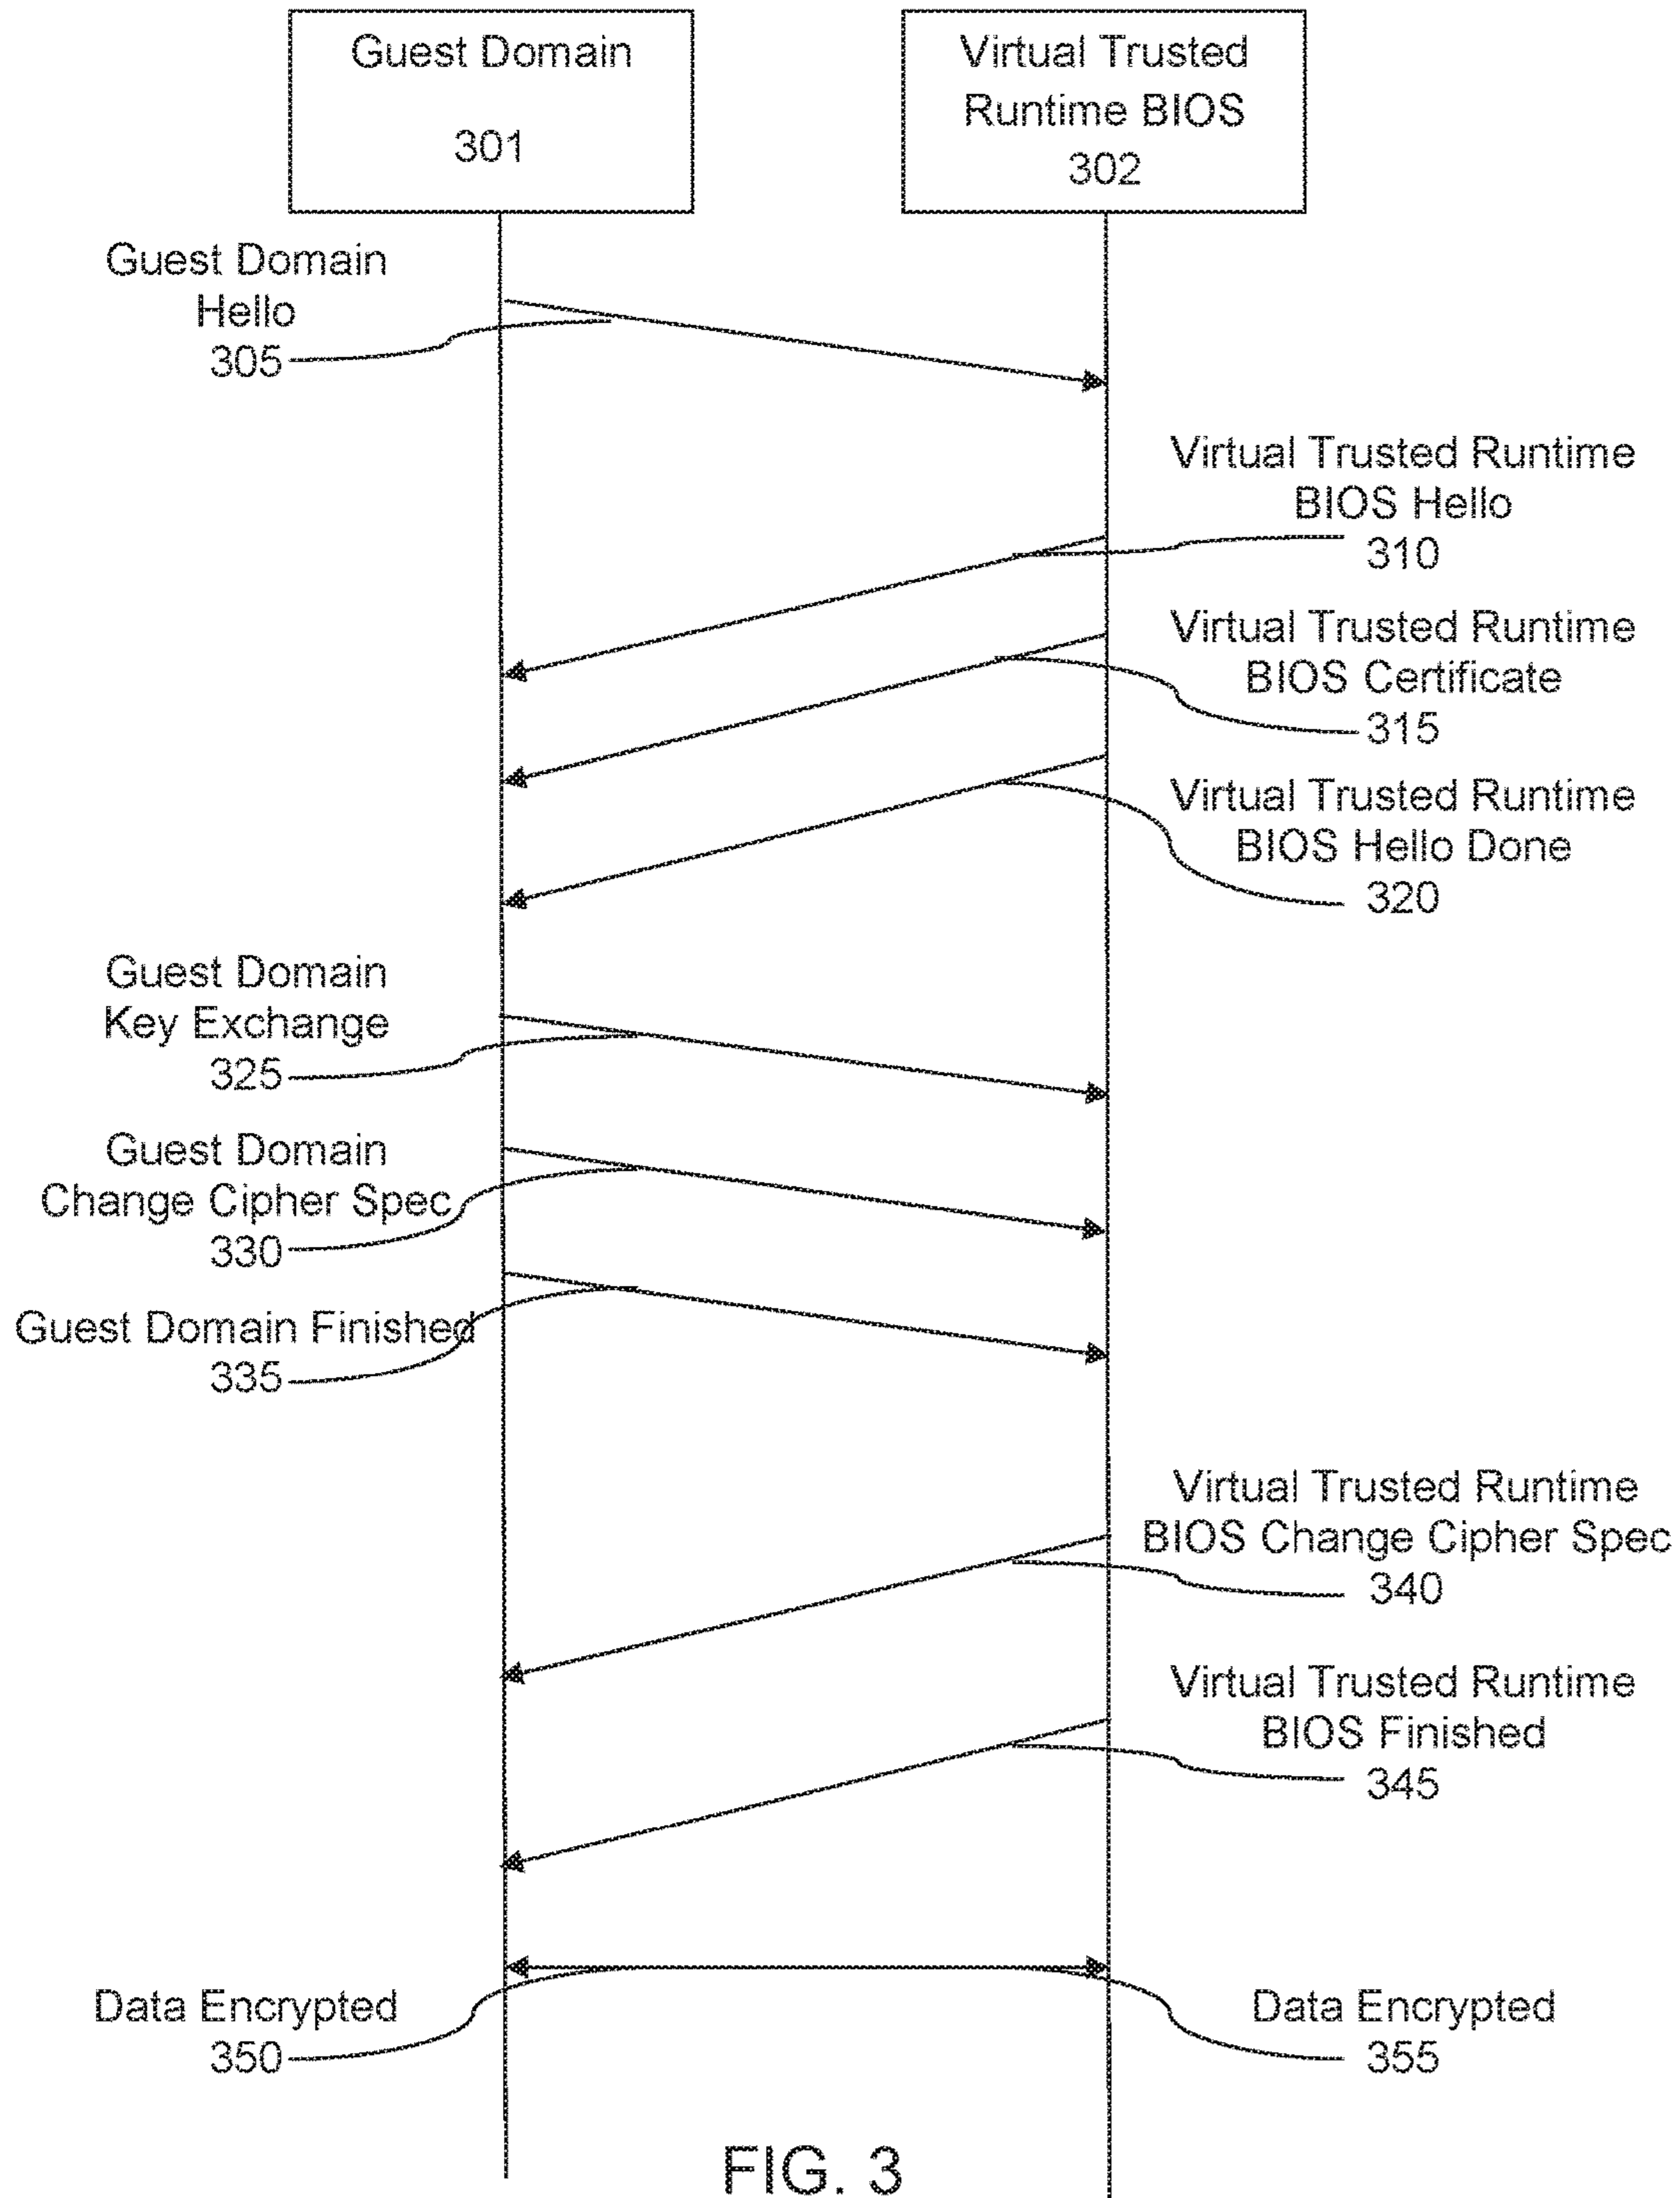 Guest Domain
301
Virtual Trusted
Runtime BIOS
302
Guest Domain
Hello
305
Virtual Trusted Runtime
BIOS Hello
310
Virtual Trusted Runtime
BIOS Certificate
315
Virtual Trusted Runtime
BIOS Hello Done
320
Guest Domain
Key Exchange
325
Guest Domain
Change Cipher Spec
330
Guest Domain Finished
335
Virtual Trusted Runtime
BIOS Change Cipher Spec
340
Virtual Trusted Runtime
BIOS Finished
345
Data Encrypted
350
Data Encrypted
355
FIG. 3